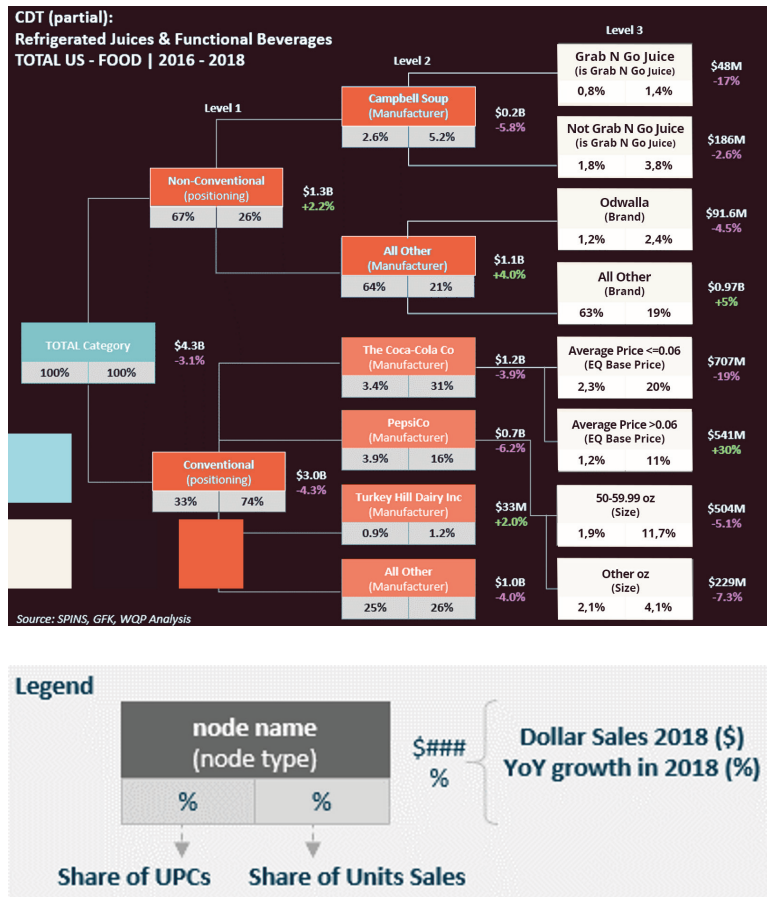 CDT (partial):
Refrigerated Juices & Functional Beverages
TOTAL US - FOOD | 2016 - 2018
Level 1
Level 2
Level 3
TOTAL Category
100% 100%
$4.3B
-3.1%
Non-Conventional
(positioning)
67% 26%
$1.3B
+2.2%
Conventional
(positioning)
33% 74%
$3.0B
-4.3%
Campbell Soup
(Manufacturer)
2.6% 5.2%
$0.2B
-5.8%
All Other
(Manufacturer)
64% 21%
$1.1B
+4.0%
The Coca-Cola Co
(Manufacturer)
3.4% 31%
$1.2B
-3.9%
PepsiCo
(Manufacturer)
3.9% 16%
$0.7B
-6.2%
Turkey Hill Dairy Inc
(Manufacturer)
0.9% 1.2%
$33M
+2.0%
All Other
(Manufacturer)
25% 26%
$1.0B
-4.0%
Grab N Go Juice
(is Grab N Go Juice)
0,8% 1,4%
$48M
-17%
Not Grab N Go Juice
(is Grab N Go Juice)
1,8% 3,8%
$186M
-2.6%
Odwalla
(Brand)
1,2% 2,4%
$91.6M
-4.5%
All Other
(Brand)
63% 19%
$0.97B
+5%
Average Price <=0.06
(EQ Base Price)
2,3% 20%
$707M
-19%
Average Price >0.06
(EQ Base Price)
1,2% 11%
$541M
+30%
50-59.99 oz
(Size)
1,9% 11,7%
$504M
-5.1%
Other oz
(Size)
2,1% 4,1%
$229M
-7.3%
Source: SPINS, GFK, WQP Analysis
Legend
node name
(node type)
% %
$###
%
Dollar Sales 2018 ($)
YoY growth in 2018 (%)
Share of UPCs
Share of Units Sales